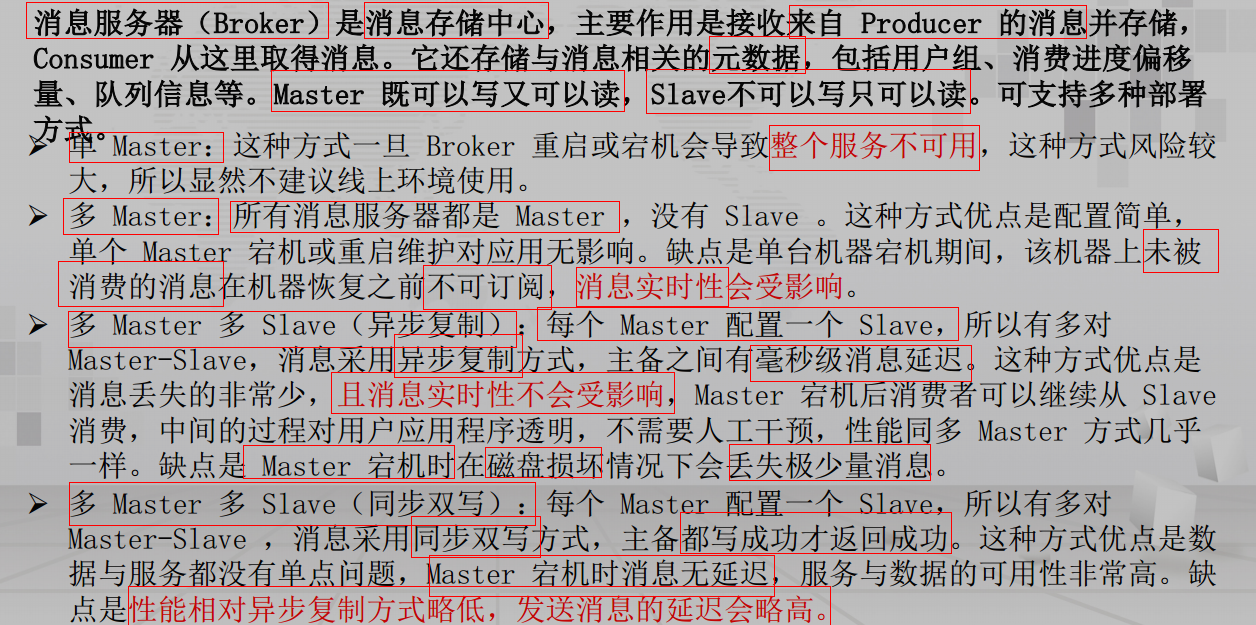 消息服务器（Broker）是消息存储中心，主要作用是接收来自 Producer 的消息并存储，
Consumer 从这里取得消息。它还存储与消息相关的元数据，包括用户组、消费进度偏移
量、队列信息等。Master 既可以写又可以读，Slave不可以写只可以读。可支持多种部署
方式。
➢ 单 Master：这种方式一旦 Broker 重启或宕机会导致整个服务不可用，这种方式风险较
大，所以显然不建议线上环境使用。
➢ 多 Master：所有消息服务器都是 Master ，没有 Slave 。这种方式优点是配置简单，
单个 Master 宕机或重启维护对应用无影响。缺点是单台机器宕机期间，该机器上未被
消费的消息在机器恢复之前不可订阅，消息实时性会受影响。
➢ 多 Master 多 Slave（异步复制）：每个 Master 配置一个 Slave，所以有多对
Master-Slave，消息采用异步复制方式，主备之间有毫秒级消息延迟。这种方式优点是
消息丢失的非常少，且消息实时性不会受影响，Master 宕机后消费者可以继续从 Slave
消费，中间的过程对用户应用程序透明，不需要人工干预，性能同多 Master 方式几乎
一样。缺点是 Master 宕机时在磁盘损坏情况下会丢失极少量消息。
➢ 多 Master 多 Slave（同步双写）：每个 Master 配置一个 Slave，所以有多对
Master-Slave ，消息采用同步双写方式，主备都写成功才返回成功。这种方式优点是数
据与服务都没有单点问题，Master 宕机时消息无延迟，服务与数据的可用性非常高。缺
点是性能相对异步复制方式略低，发送消息的延迟会略高。